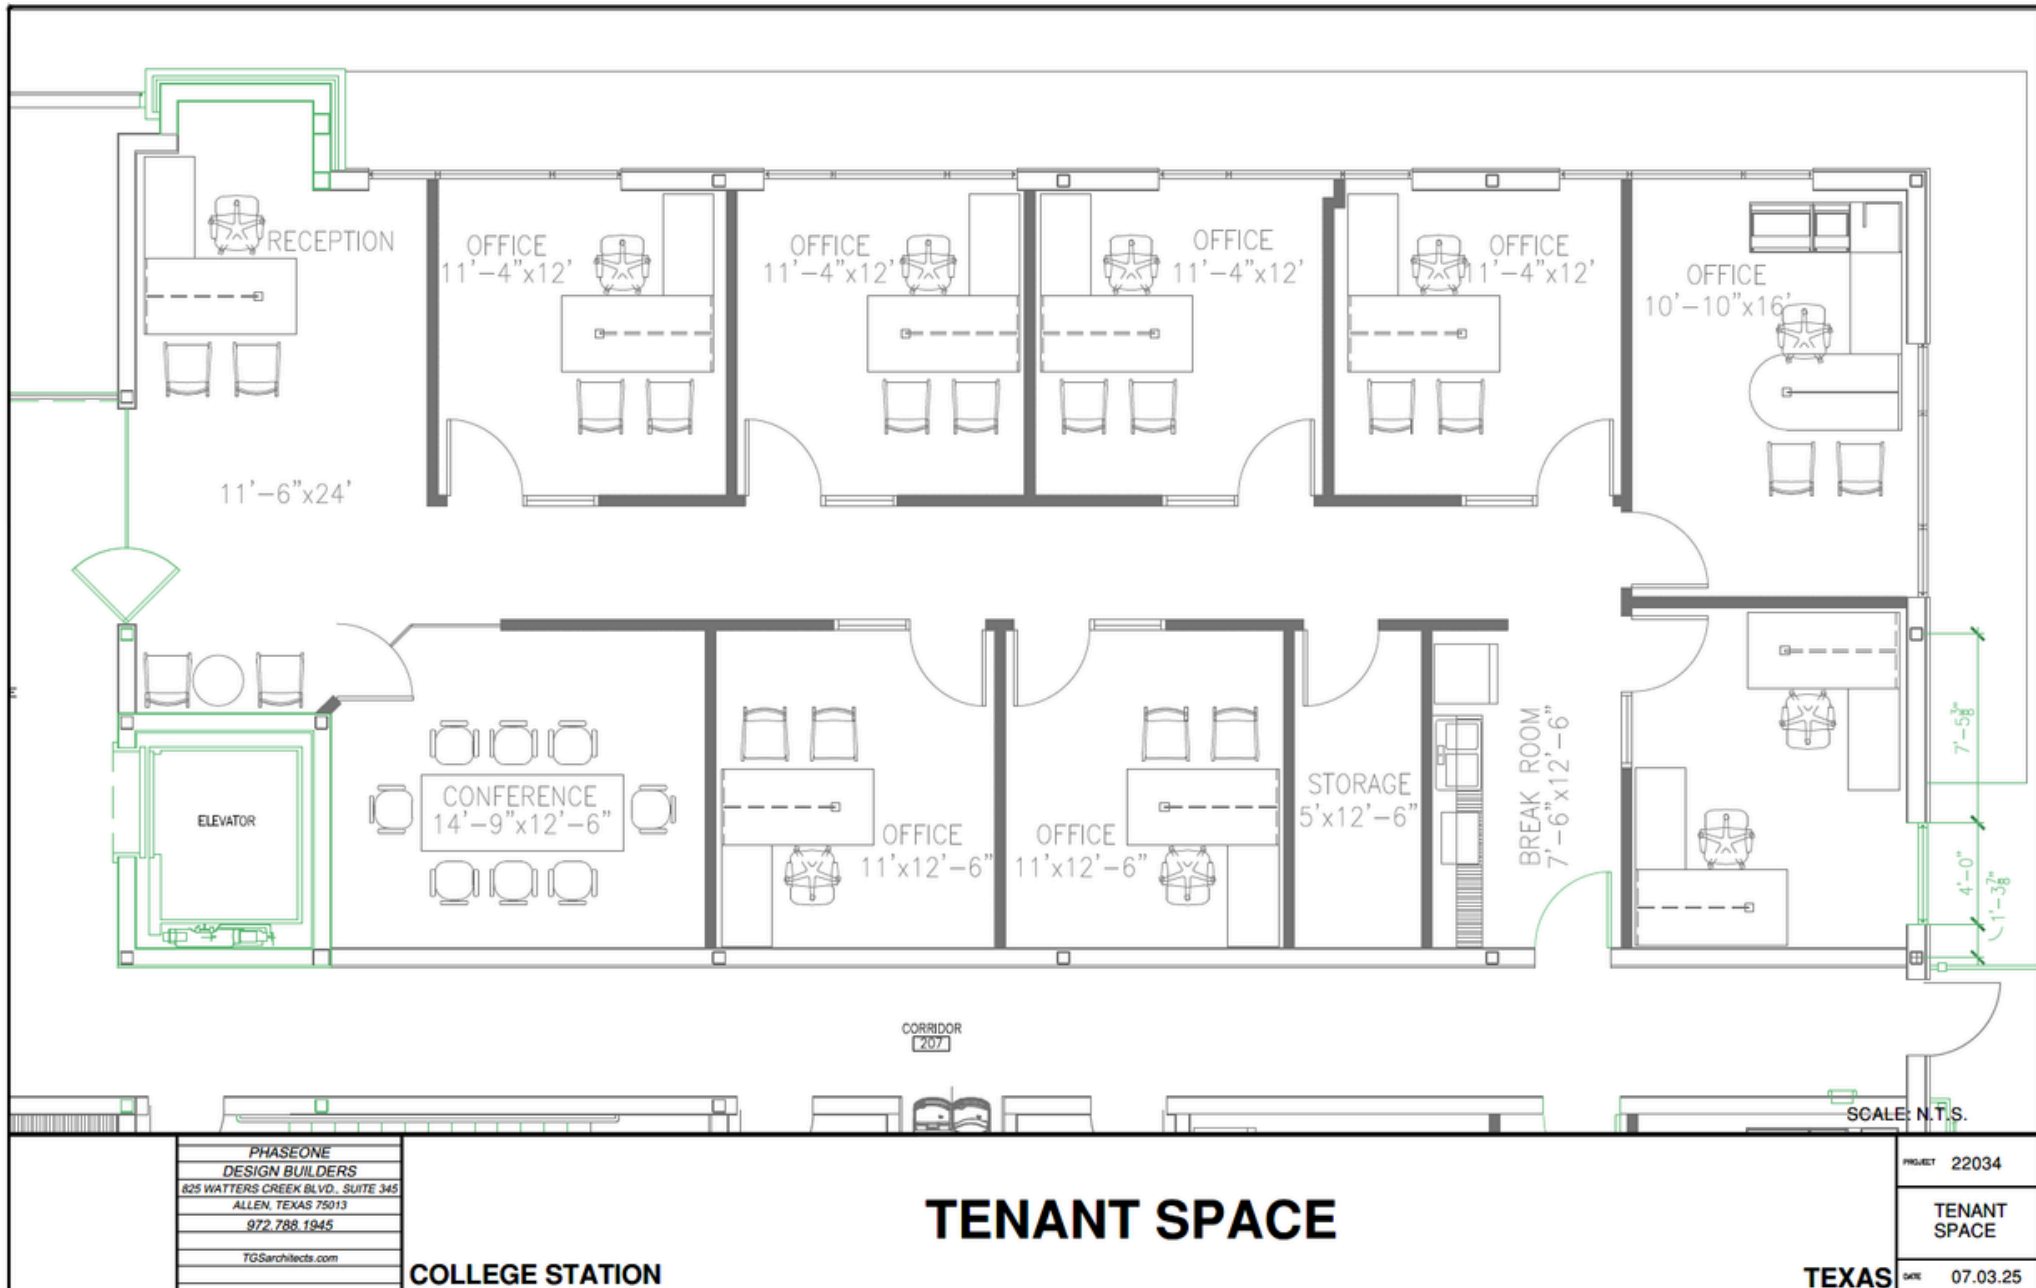 RECEPTION
11'-6"x24'
OFFICE
11'-4"x12'
OFFICE
11'-4"x12'
OFFICE
11'-4"x12'
OFFICE
11'-4"x12'
OFFICE
10'-10"x16'
ELEVATOR
CONFERENCE
14'-9"x12'-6"
OFFICE
11'x12'-6"
OFFICE
11'x12'-6"
STORAGE
5'x12'-6"
BREAK ROOM
7'-6"x12'-6"
7'-5 3/8"
4'-0"
1'-3 7/8"
CORRIDOR
207
SCALE: N.T.S.
PHASEONE
DESIGN BUILDERS
825 WATTERS CREEK BLVD., SUITE 345
ALLEN, TEXAS 75013
972.788.1945
TGSarchitects.com
TENANT SPACE
COLLEGE STATION
TEXAS
PROJECT 22034
TENANT
SPACE
DATE 07.03.25